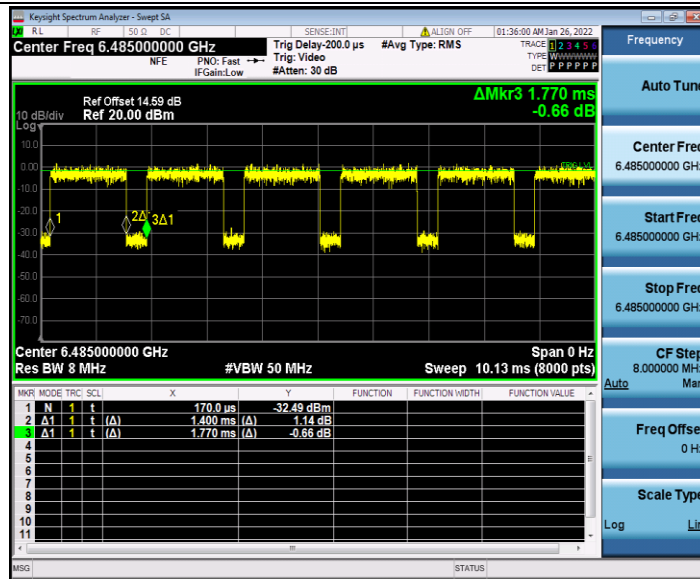 Keysight Spectrum Analyzer - Swept SA
RL RF 50 Ω DC SENSE:INT ALIGN OFF 01:36:00 AM Jan 26, 2022
Center Freq 6.485000000 GHz
NFE PNO: Fast IFGain:Low
Trig Delay-200.0 µs
Trig: Video
#Atten: 30 dB
#Avg Type: RMS
TRACE 1 2 3 4 5 6
TYPE WWWWWW
DET P P P P P P
Ref Offset 14.59 dB
10 dB/div Ref 20.00 dBm
Log
ΔMkr3 1.770 ms
-0.66 dB
10.0
0.00
TRIG LVL
-10.0
-20.0
1 2Δ 3Δ1
-30.0
-40.0
-50.0
-60.0
-70.0
Center 6.485000000 GHz Span 0 Hz
Res BW 8 MHz #VBW 50 MHz Sweep 10.13 ms (8000 pts)
MKR MODE TRC SCL X Y FUNCTION FUNCTION WIDTH FUNCTION VALUE
1 N 1 t 170.0 µs -32.49 dBm
2 Δ1 1 t (Δ) 1.400 ms (Δ) 1.14 dB
3 Δ1 1 t (Δ) 1.770 ms (Δ) -0.66 dB
4
5
6
7
8
9
10
11
MSG STATUS
Frequency
Auto Tune
Center Freq
6.485000000 GHz
Start Freq
6.485000000 GHz
Stop Freq
6.485000000 GHz
CF Step
8.000000 MHz
Auto Man
Freq Offset
0 Hz
Scale Type
Log Lin